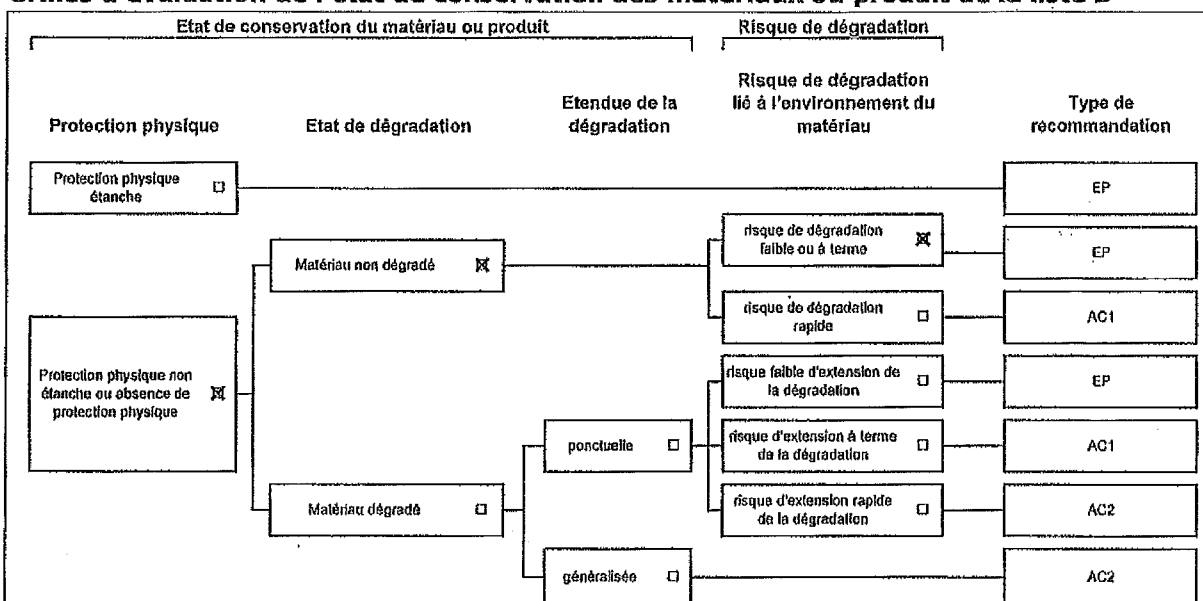 Etat de conservation du matériau ou produit
Risque de dégradation
Protection physique
Etat de dégradation
Etendue de la
dégradation
Risque de dégradation
lié à l'environnement du
matériau
Type de
recommandation
Protection physique
étanche
EP
Matériau non dégradé
risque de dégradation
faible ou à terme
EP
risque de dégradation
rapide
AC1
Protection physique non
étanche ou absence de
protection physique
risque faible d'extension de
la dégradation
EP
ponctuelle
risque d'extension à terme
de la dégradation
AC1
Matériau dégradé
risque d'extension rapide
de la dégradation
AC2
généralisée
AC2